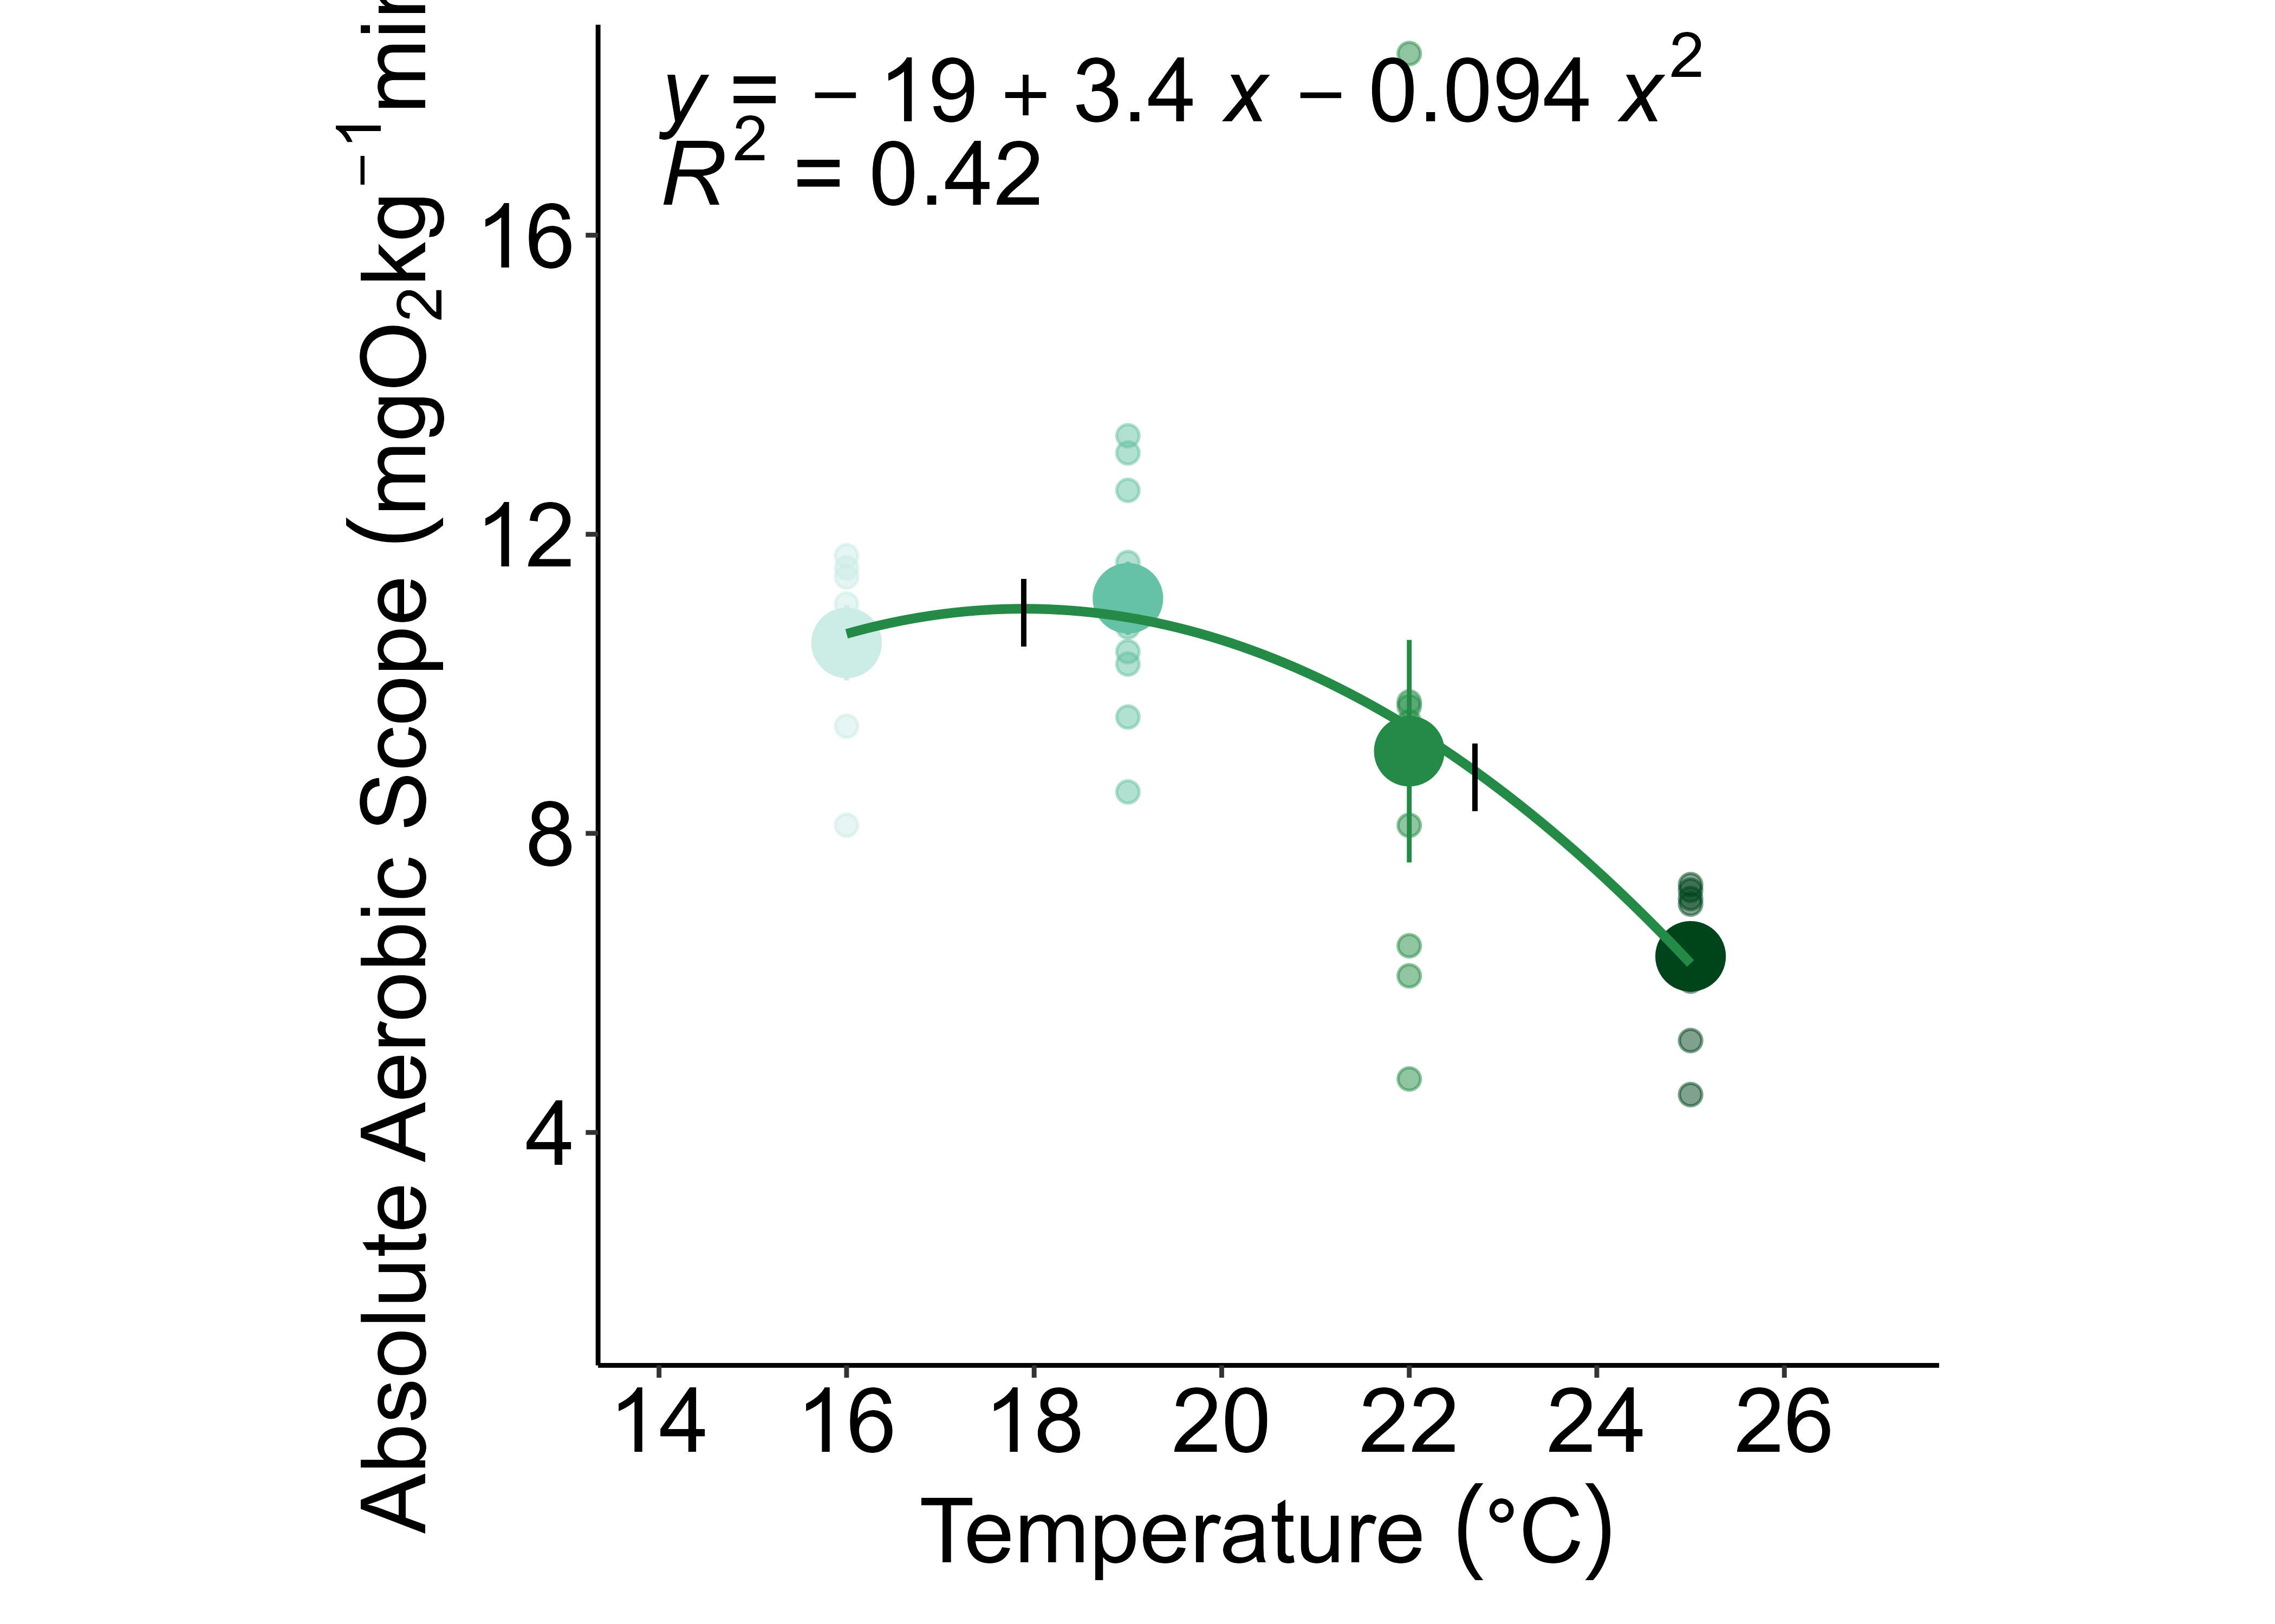 y = − 19 + 3.4 x − 0.094 x²
R² = 0.42
Absolute Aerobic Scope (mgO₂kg⁻¹
16
12
8
4
14 16 18 20 22 24 26
Temperature (°C)